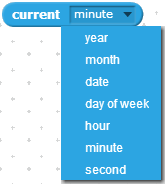 current minute
year
month
date
day of week
hour
minute
second